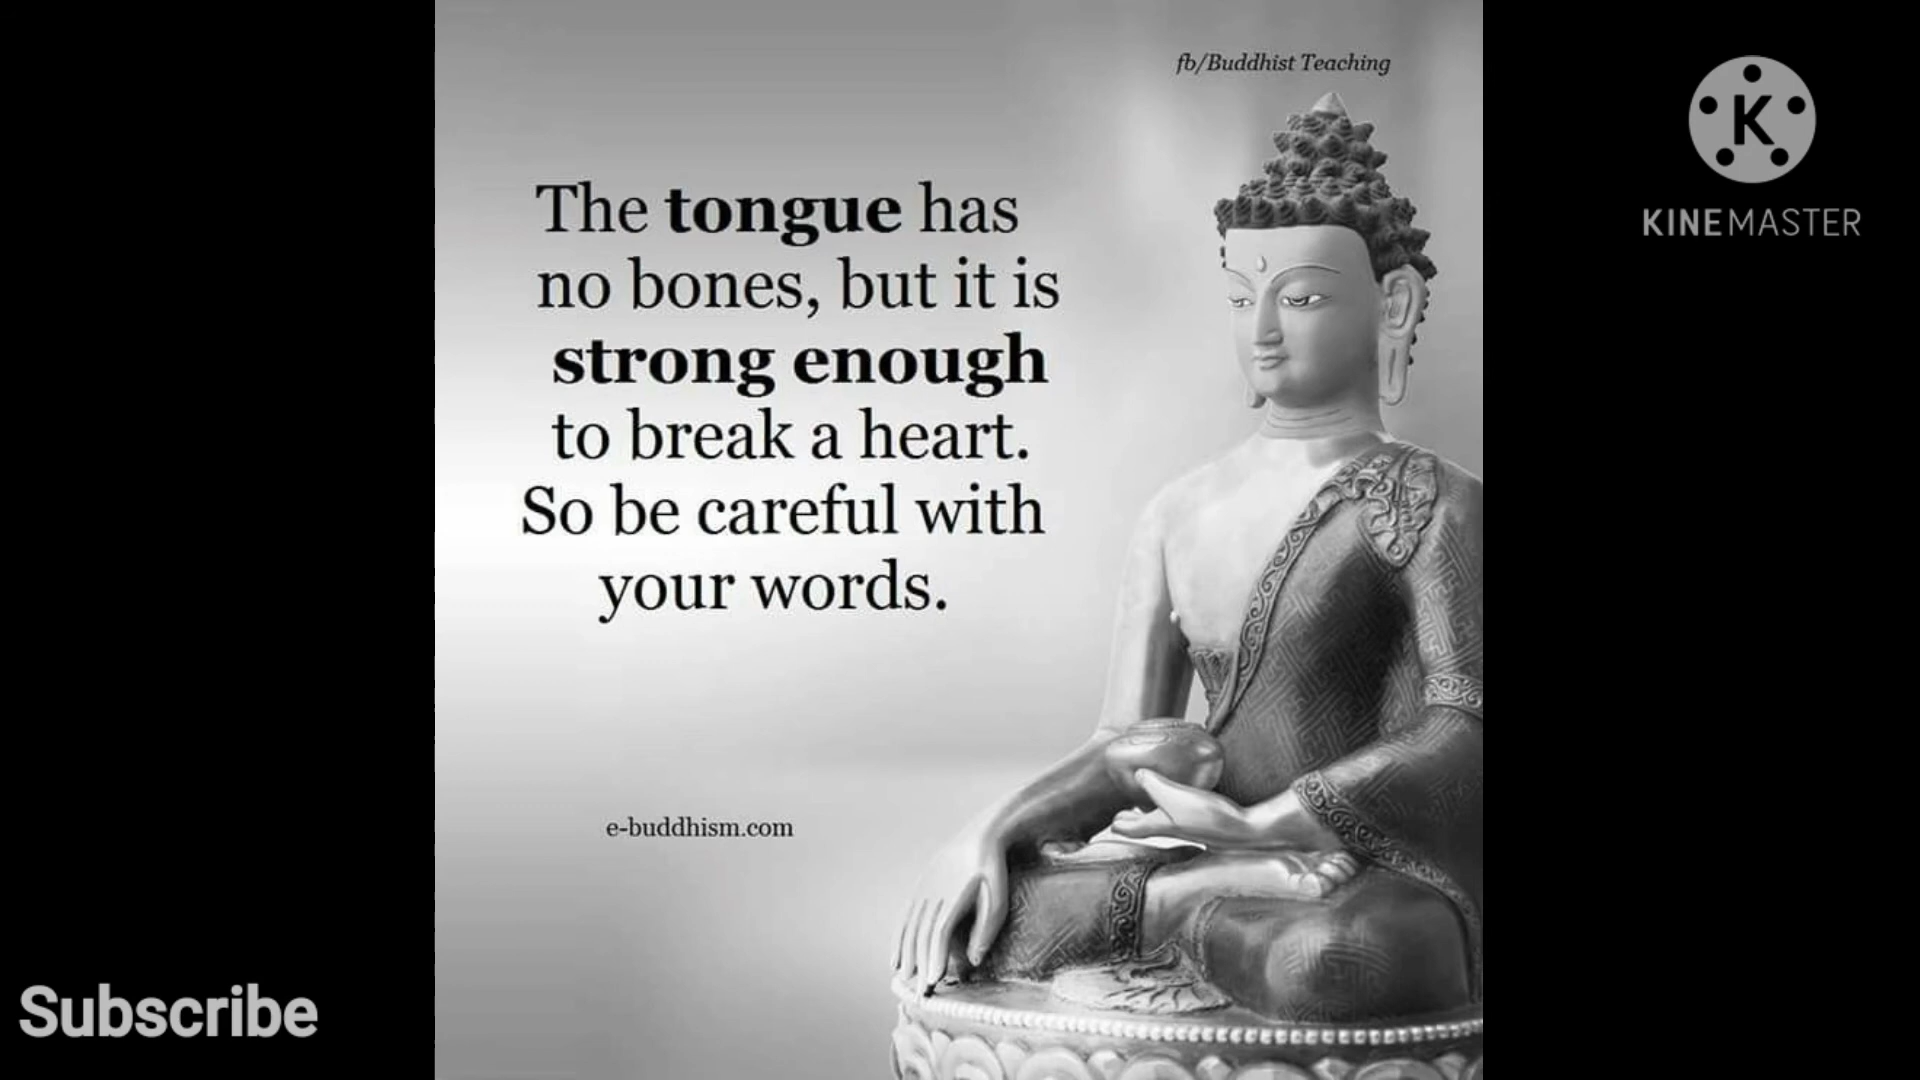 fb/Buddhist Teaching
K
KINEMASTER
The tongue has
no bones, but it is
strong enough
to break a heart.
So be careful with
your words.
e-buddhism.com
Subscribe